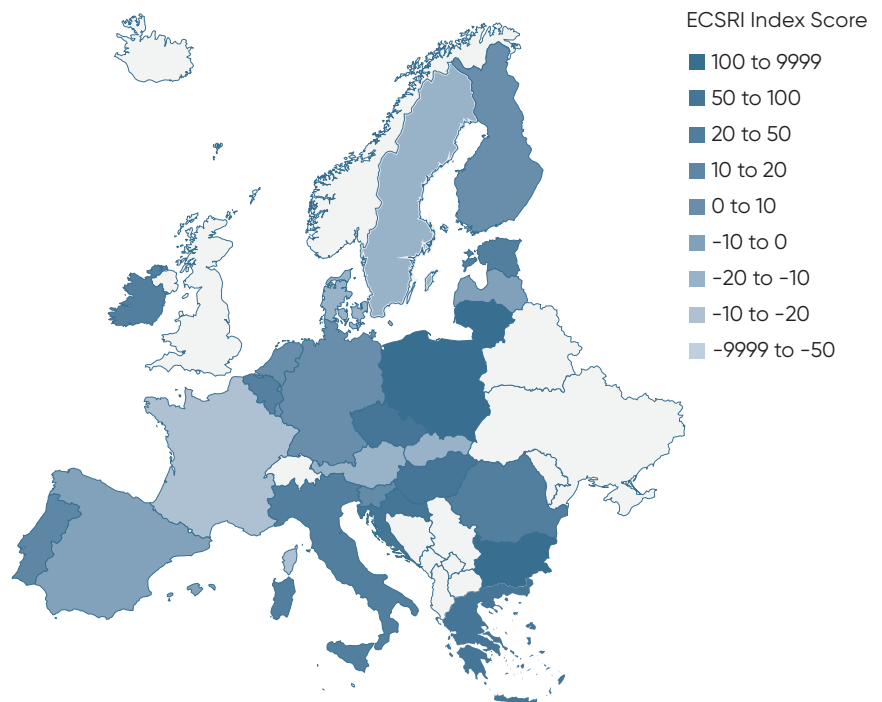 ECSRI Index Score
100 to 9999
50 to 100
20 to 50
10 to 20
0 to 10
−10 to 0
−20 to −10
−10 to −20
−9999 to −50